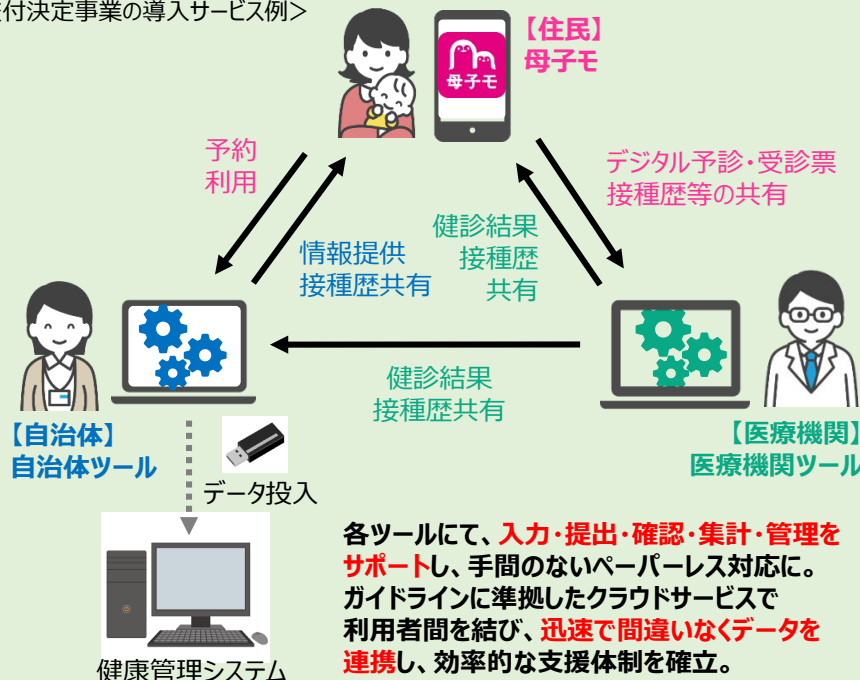 付決定事業の導入サービス例＞
【住民】
母子モ
母子モ
予約
利用
デジタル予診・受診票
接種歴等の共有
情報提供
接種歴共有
健診結果
接種歴
共有
健診結果
接種歴共有
【自治体】
自治体ツール
【医療機関】
医療機関ツール
データ投入
健康管理システム
各ツールにて、入力・提出・確認・集計・管理を
サポートし、手間のないペーパーレス対応に。
ガイドラインに準拠したクラウドサービスで
利用者間を結び、迅速で間違いなくデータを
連携し、効率的な支援体制を確立。